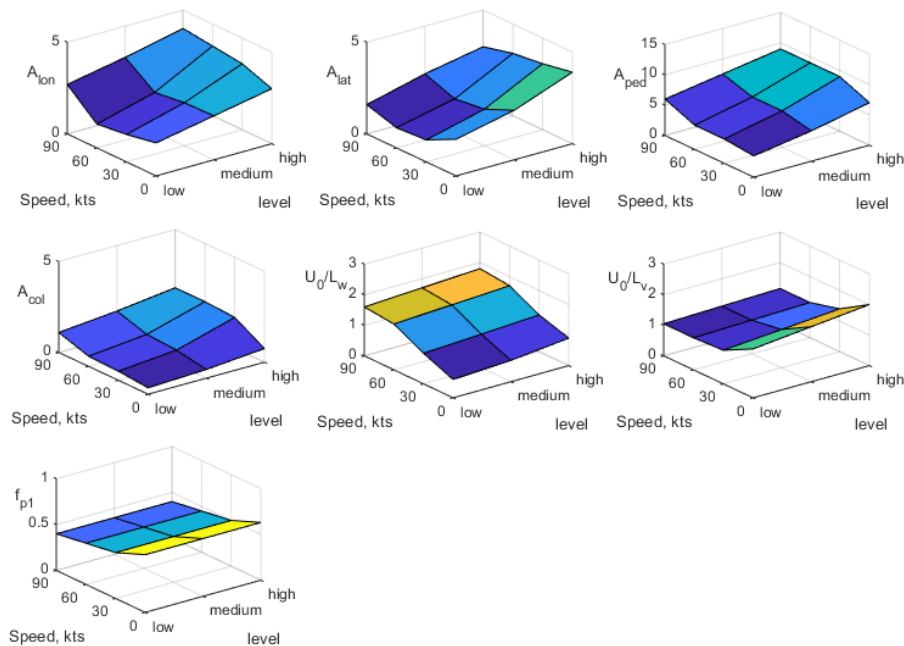 5
A_lon
0
90
60
30
0
low
medium
high
Speed, kts
level
5
A_lat
0
90
60
30
0
low
medium
high
Speed, kts
level
15
10
A_ped
5
0
90
60
30
0
low
medium
high
Speed, kts
level
5
A_col
0
90
60
30
0
low
medium
high
Speed, kts
level
3
U_0/L_w
2
1
0
90
60
30
0
low
medium
high
Speed, kts
level
3
U_0/L_v
2
1
0
90
60
30
0
low
medium
high
Speed, kts
level
1
f_p1
0.5
0
90
60
30
0
low
medium
high
Speed, kts
level